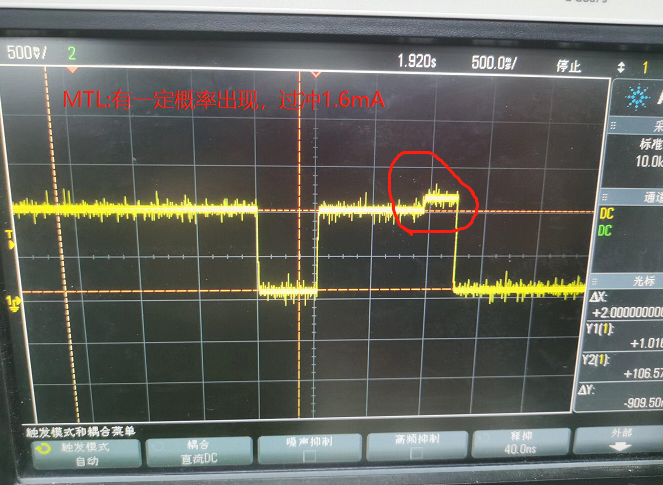 500㎷/ 2 1.920s 500.0㎳/ 停止 1
MTL:有一定概率出现，过冲1.6mA
标准
10.0k
通道
DC
DC
T
1
光标
ΔX:
+2.000000000
Y1(1):
+1.016
Y2(1):
+106.57
ΔY:
-909.50
触发模式和耦合菜单
触发模式
自动
耦合
直流DC
噪声抑制
高频抑制
释抑
40.0ns
外部